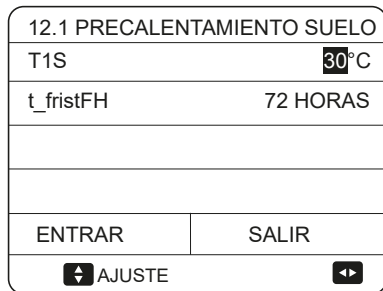 12.1 PRECALENTAMIENTO SUELO
T1S 30°C
t_fristFH 72 HORAS
ENTRAR SALIR
AJUSTE